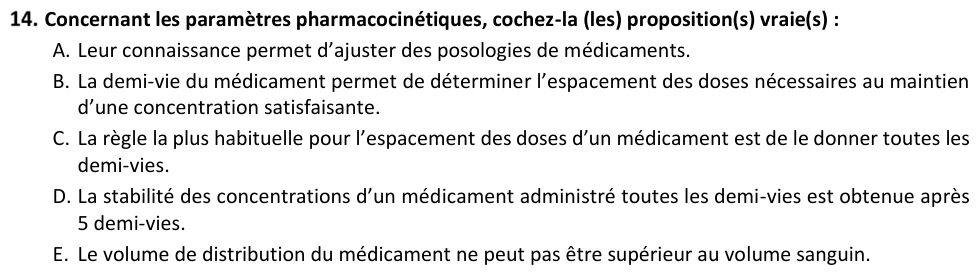 14. Concernant les paramètres pharmacocinétiques, cochez-la (les) proposition(s) vraie(s) :
A. Leur connaissance permet d’ajuster des posologies de médicaments.
B. La demi-vie du médicament permet de déterminer l’espacement des doses nécessaires au maintien
d’une concentration satisfaisante.
C. La règle la plus habituelle pour l’espacement des doses d’un médicament est de le donner toutes les
demi-vies.
D. La stabilité des concentrations d’un médicament administré toutes les demi-vies est obtenue après
5 demi-vies.
E. Le volume de distribution du médicament ne peut pas être supérieur au volume sanguin.